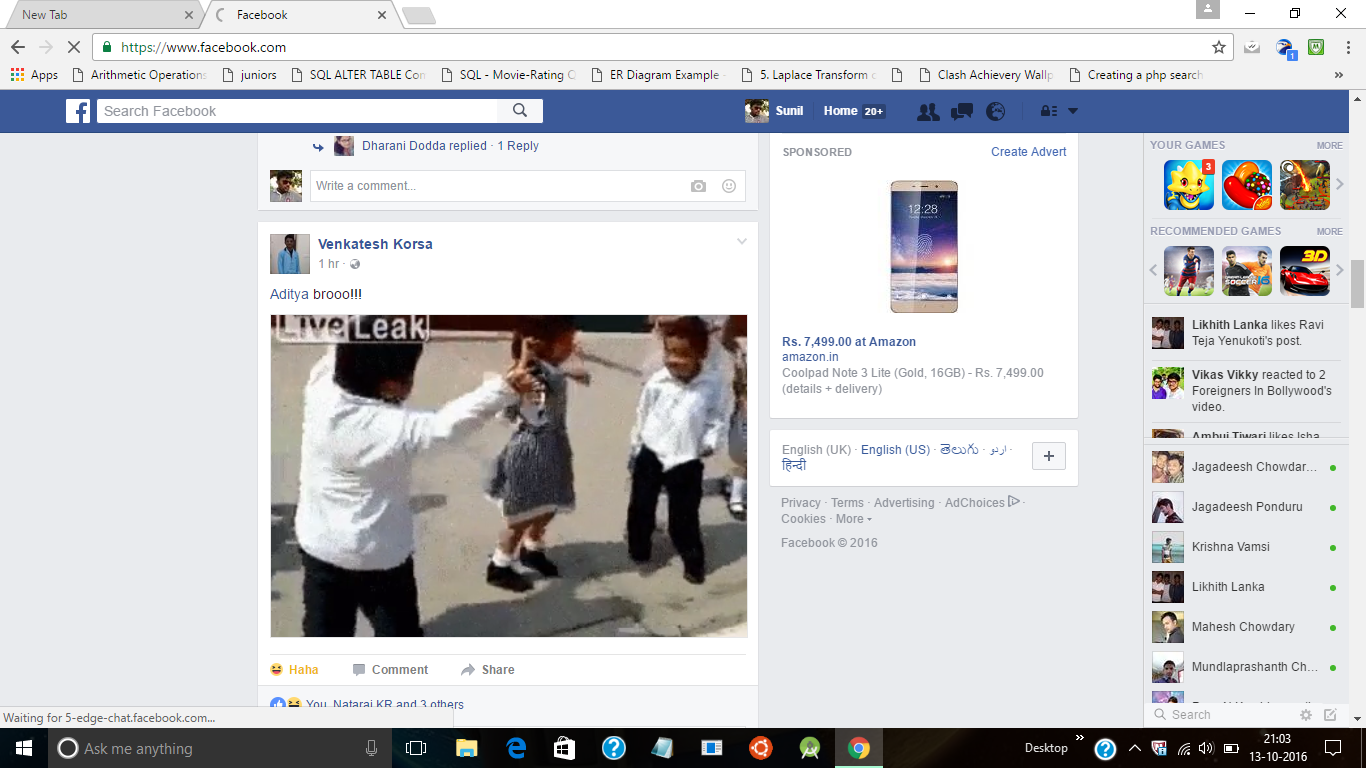 New Tab
Facebook
https://www.facebook.com
Apps
Arithmetic Operations
juniors
SQL ALTER TABLE Con
SQL - Movie-Rating Q
ER Diagram Example -
5. Laplace Transform
Clash Achievery Wallp
Creating a php search
»
f
Search Facebook
Sunil
Home 20+
Dharani Dodda replied · 1 Reply
Write a comment...
Venkatesh Korsa
1 hr ·
Aditya brooo!!!
LiveLeak
Haha
Comment
Share
You, Nataraj KR and 3 others
SPONSORED
Create Advert
12:28
Rs. 7,499.00 at Amazon
amazon.in
Coolpad Note 3 Lite (Gold, 16GB) - Rs. 7,499.00
(details + delivery)
English (UK) · English (US) · తెలుగు · اردو ·
हिन्दी
+
Privacy · Terms · Advertising · AdChoices ·
Cookies · More
Facebook © 2016
YOUR GAMES
MORE
3
RECOMMENDED GAMES
MORE
3D
Likhith Lanka likes Ravi
Teja Yenukoti's post.
Vikas Vikky reacted to 2
Foreigners In Bollywood's
video.
Ambuj Tiwari likes Isha
Jagadeesh Chowdar...
Jagadeesh Ponduru
Krishna Vamsi
Likhith Lanka
Mahesh Chowdary
Mundlaprashanth Ch...
Search
Waiting for 5-edge-chat.facebook.com...
Ask me anything
Desktop
»
21:03
13-10-2016